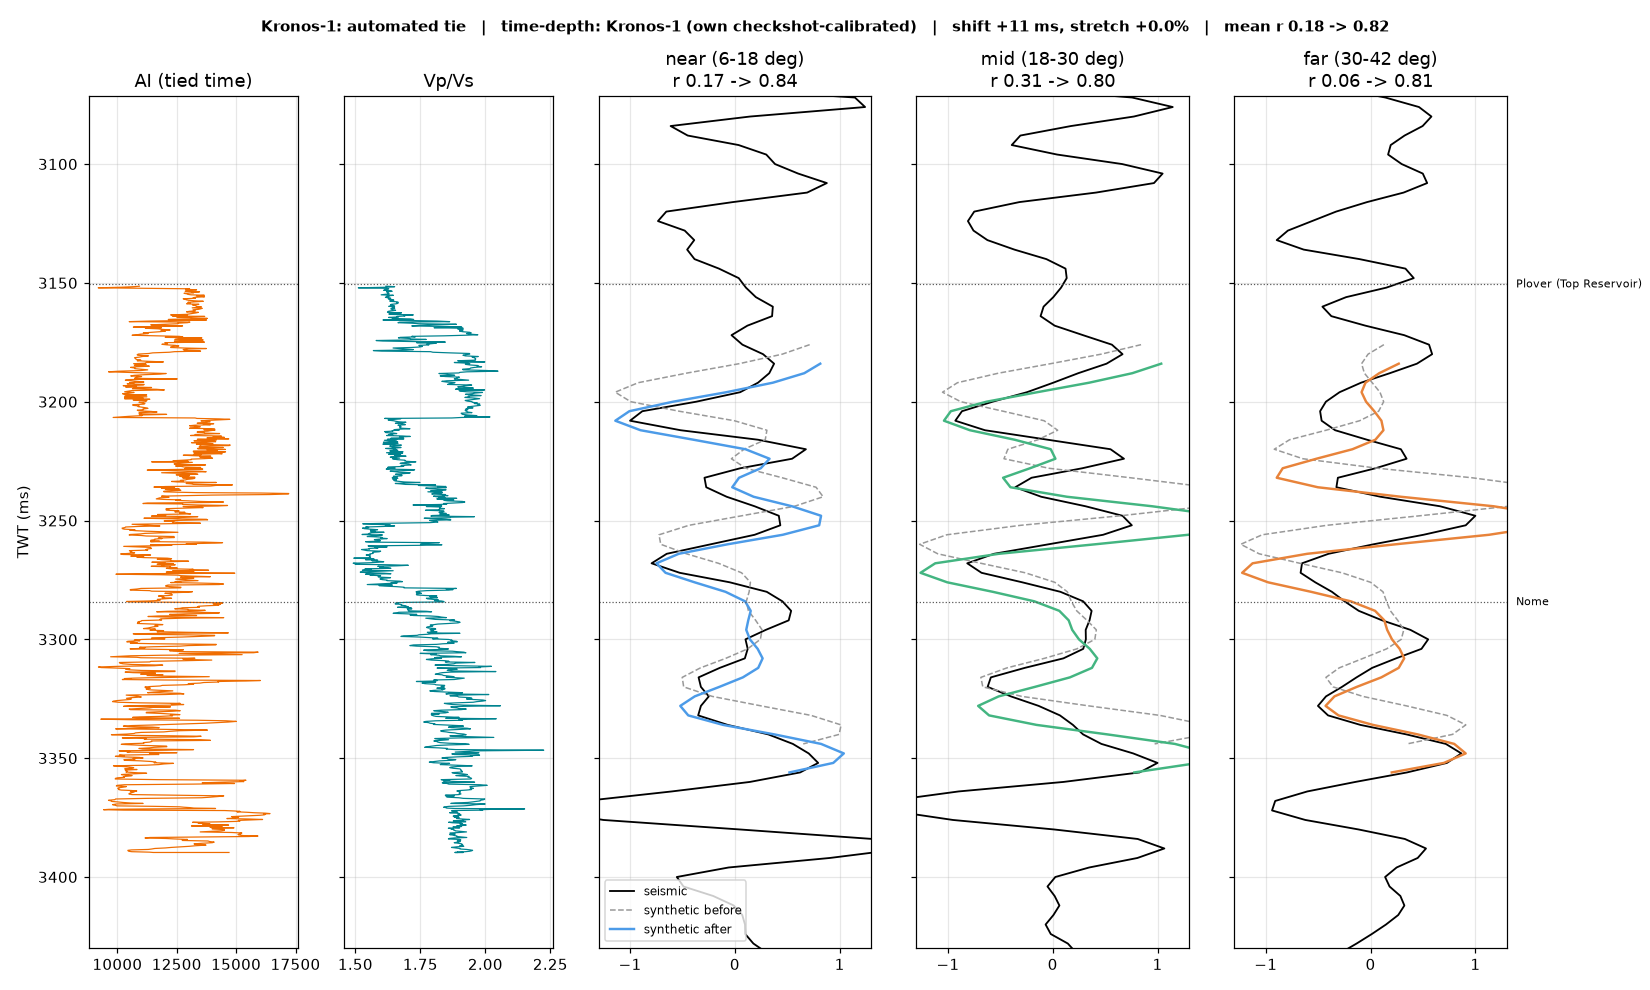 Kronos-1: automated tie | time-depth: Kronos-1 (own checkshot-calibrated) | shift +11 ms, stretch +0.0% | mean r 0.18 -> 0.82
AI (tied time)
Vp/Vs
near (6-18 deg)
r 0.17 -> 0.84
mid (18-30 deg)
r 0.31 -> 0.80
far (30-42 deg)
r 0.06 -> 0.81
TWT (ms)
3100
3150
3200
3250
3300
3350
3400
Plover (Top Reservoir)
Nome
seismic
synthetic before
synthetic after
10000 12500 15000 17500
1.50 1.75 2.00 2.25
−1 0 1
−1 0 1
−1 0 1